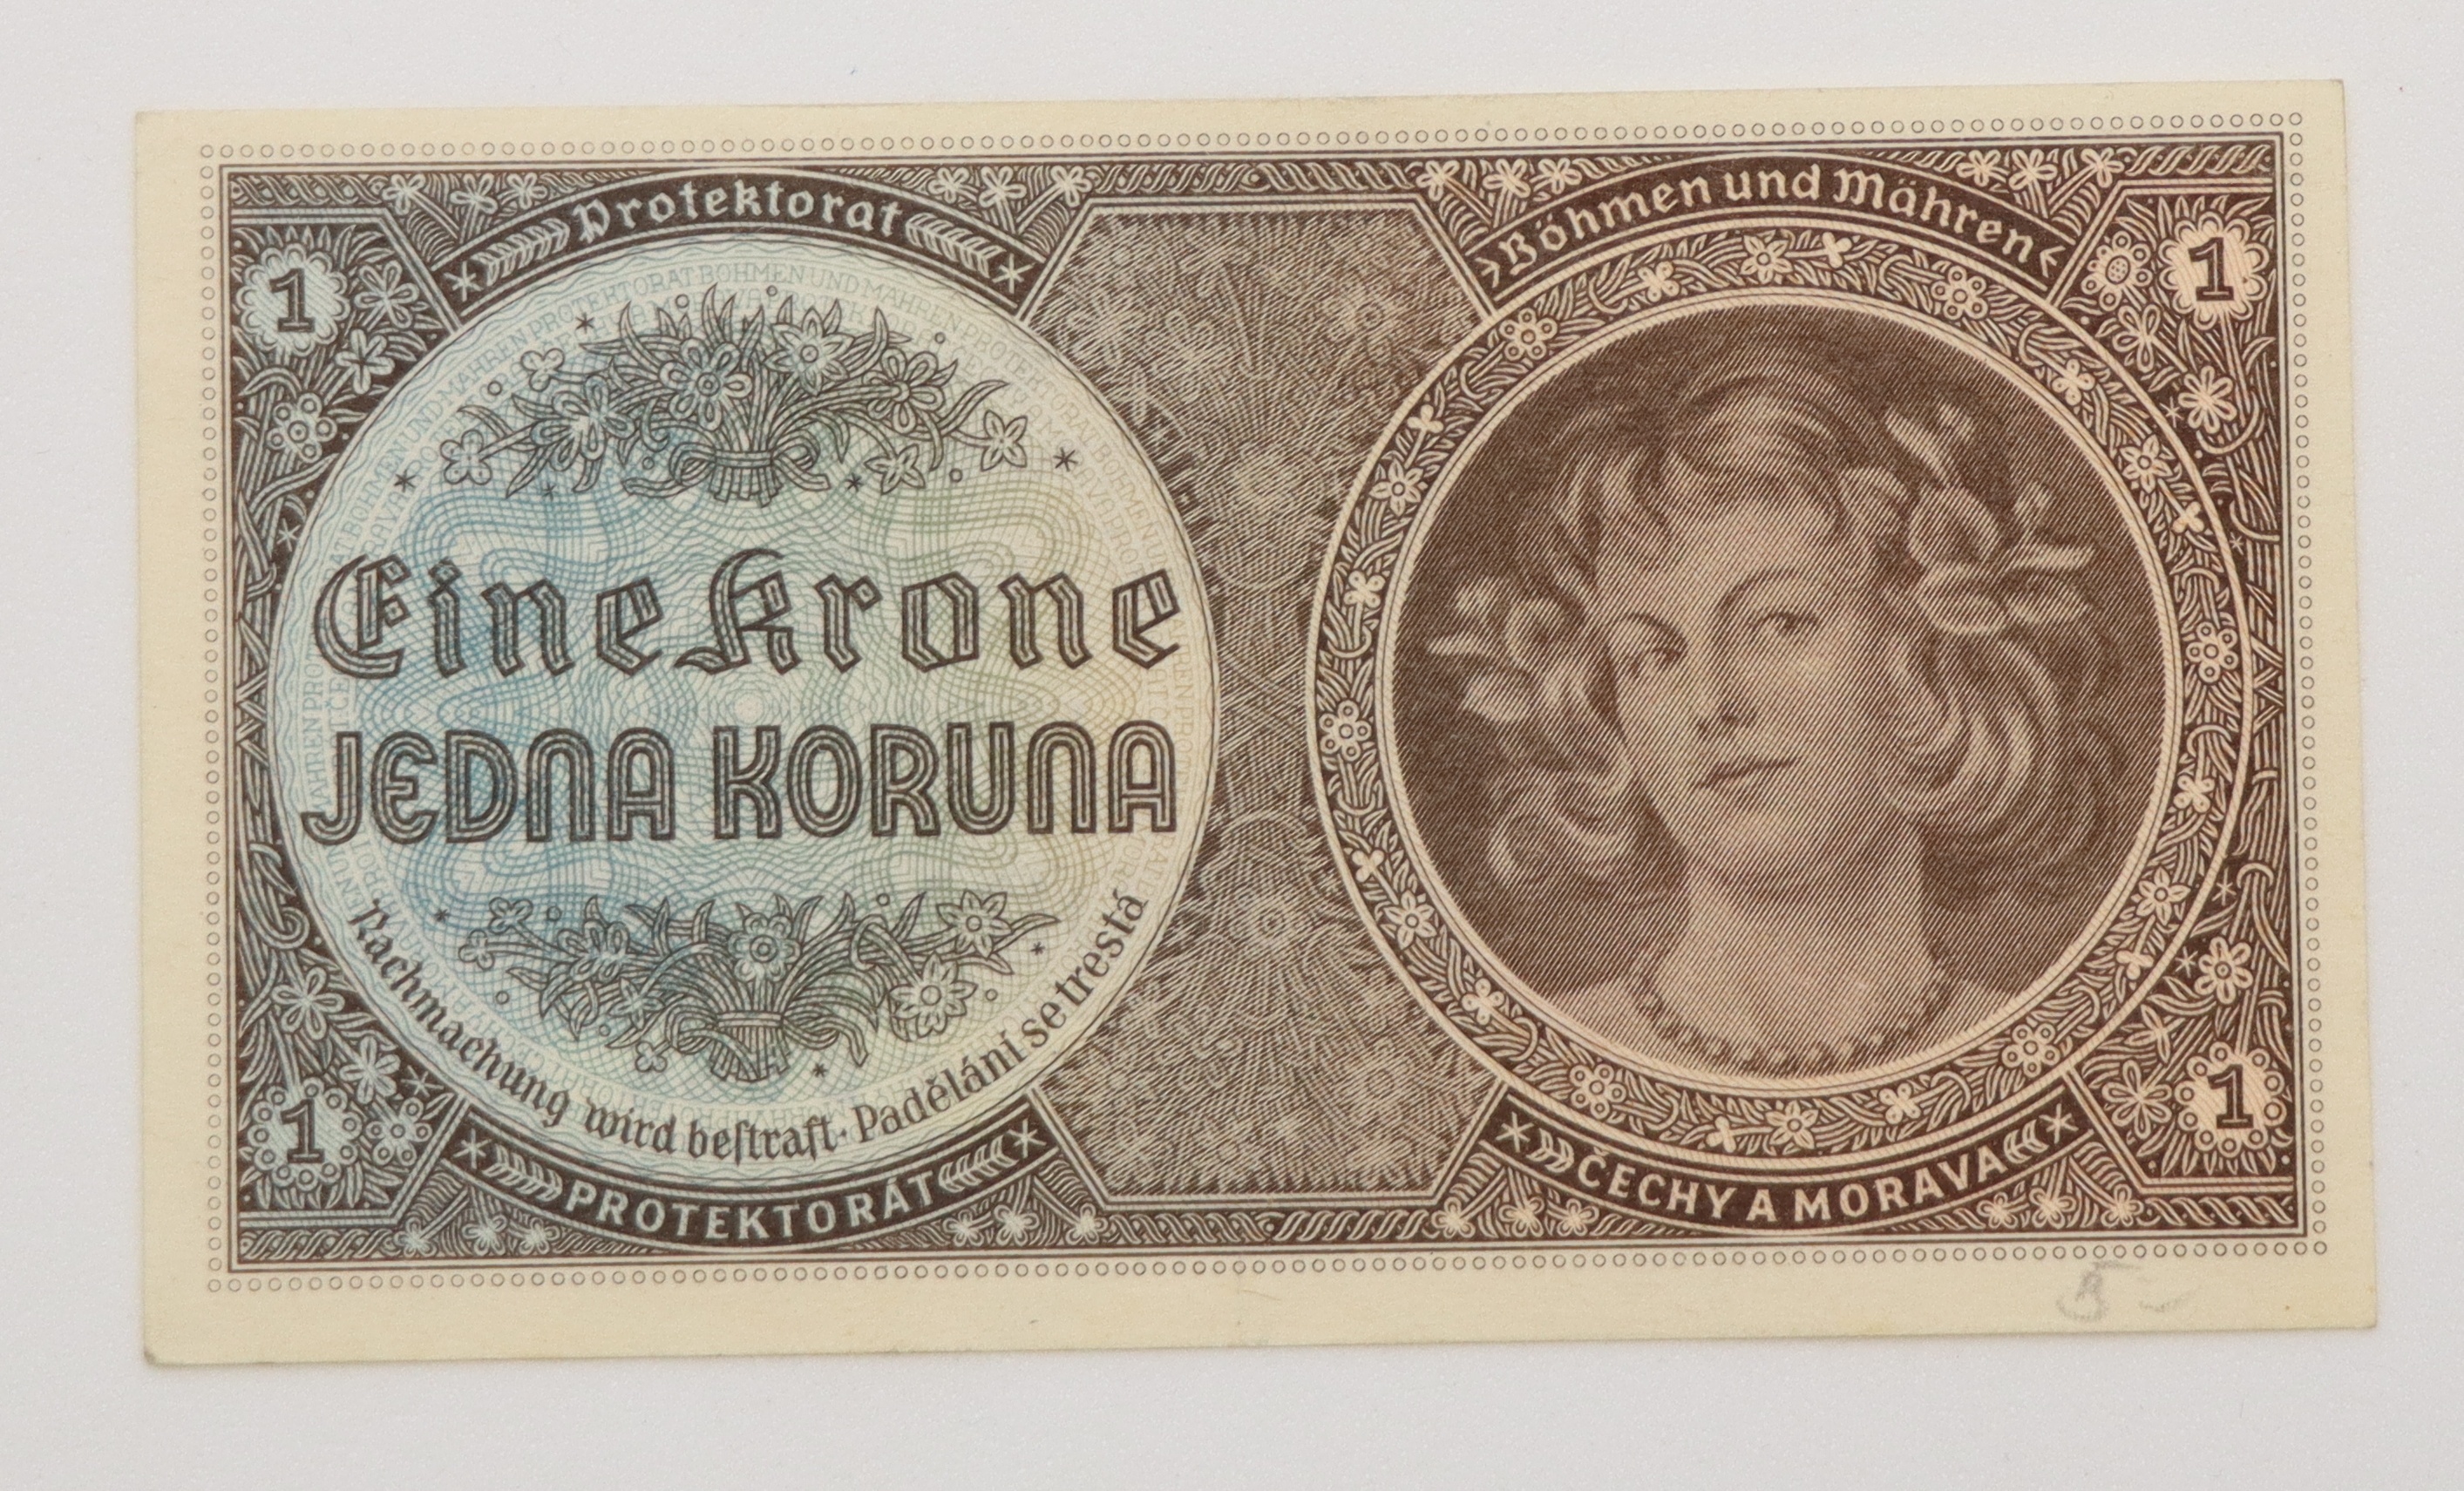 Protektorat
Böhmen und Mähren
1
1
Eine Krone
JEDNA KORUNA
Nachmachung wird beſtraft · Padělání se trestá
1
1
PROTEKTORÁT
ČECHY A MORAVA
5-